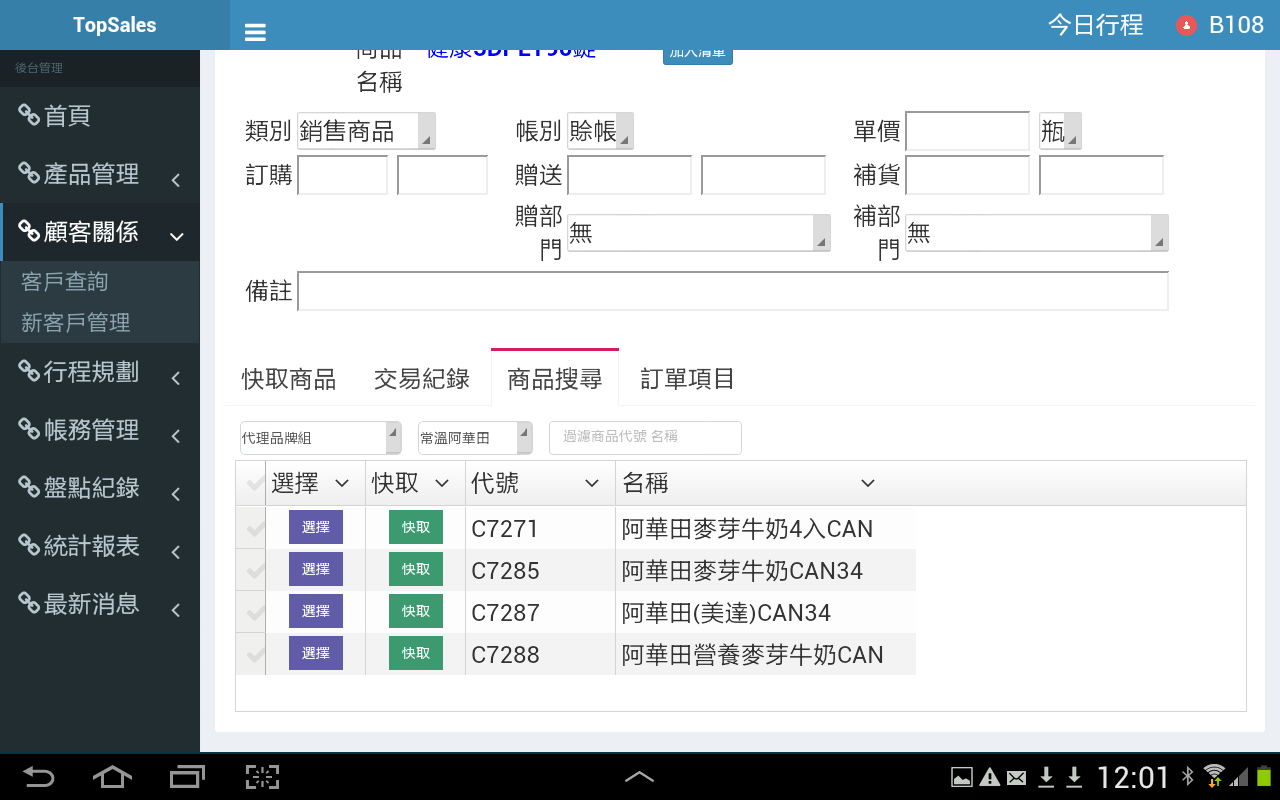 TopSales
今日行程
B108
後台管理
首頁
產品管理
顧客關係
客戶查詢
新客戶管理
行程規劃
帳務管理
盤點紀錄
統計報表
最新消息
商品
名稱
加入清單
類別 銷售商品 帳別 賒帳 單價 瓶
訂購 贈送 補貨
贈部門 無 補部門 無
備註
快取商品 交易紀錄 商品搜尋 訂單項目
代理品牌組 常溫阿華田 過濾商品代號 名稱
選擇 快取 代號 名稱
選擇 快取 C7271 阿華田麥芽牛奶4入CAN
選擇 快取 C7285 阿華田麥芽牛奶CAN34
選擇 快取 C7287 阿華田(美達)CAN34
選擇 快取 C7288 阿華田營養麥芽牛奶CAN
12:01